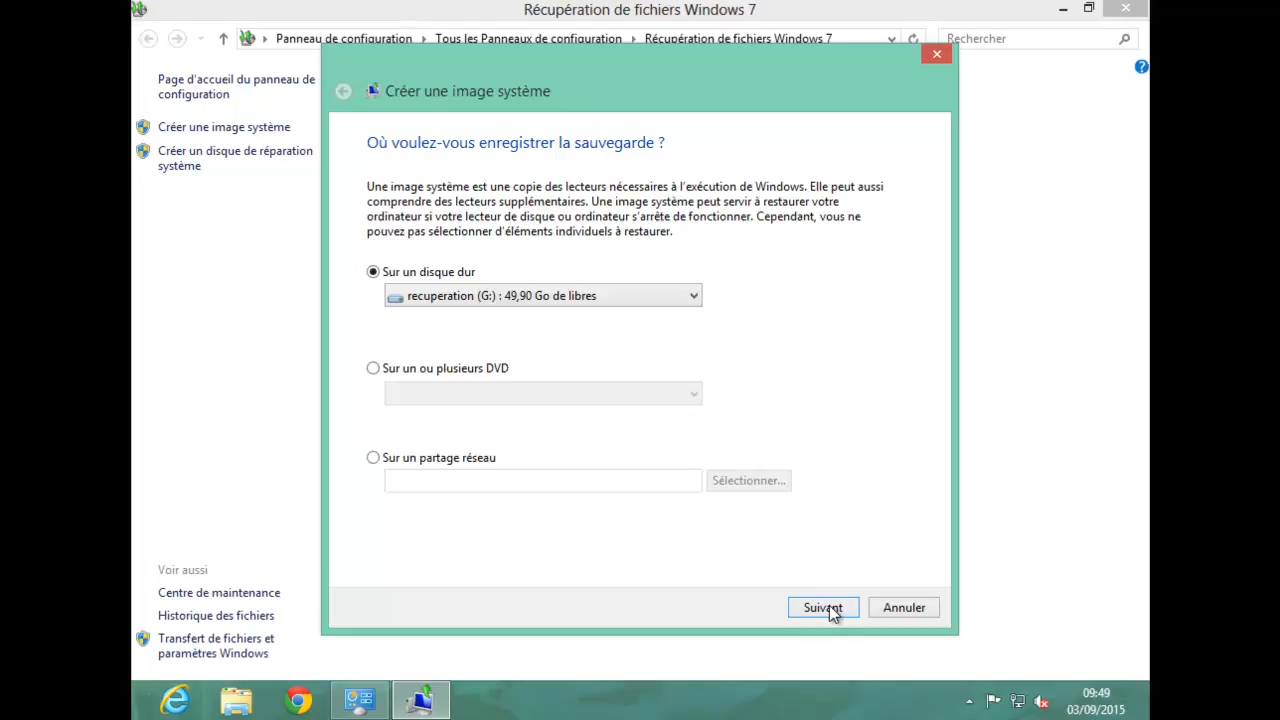 Récupération de fichiers Windows 7
Panneau de configuration Tous les Panneaux de configuration Récupération de fichiers Windows 7
Rechercher
Page d'accueil du panneau de
configuration
Créer une image système
Créer un disque de réparation
système
Créer une image système
Où voulez-vous enregistrer la sauvegarde ?
Une image système est une copie des lecteurs nécessaires à l'exécution de Windows. Elle peut aussi
comprendre des lecteurs supplémentaires. Une image système peut servir à restaurer votre
ordinateur si votre lecteur de disque ou ordinateur s'arrête de fonctionner. Cependant, vous ne
pouvez pas sélectionner d'éléments individuels à restaurer.
Sur un disque dur
recuperation (G:) : 49,90 Go de libres
Sur un ou plusieurs DVD
Sur un partage réseau
Sélectionner...
Suivant
Annuler
Voir aussi
Centre de maintenance
Historique des fichiers
Transfert de fichiers et
paramètres Windows
09:49
03/09/2015